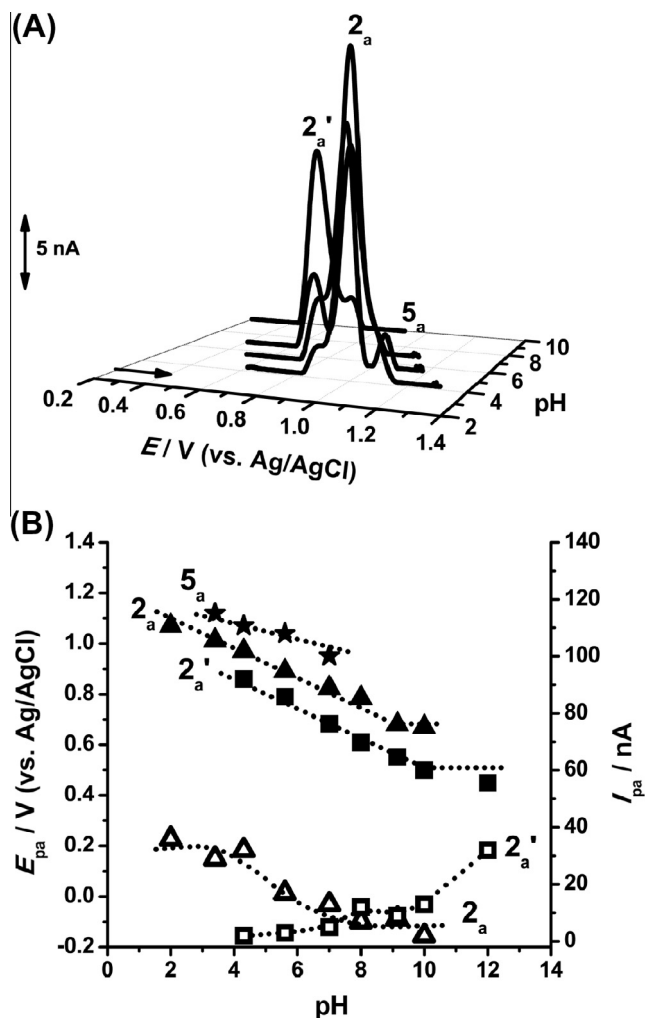 (A)
2a
2a'
5 nA
5a
10
8
6
4
2
pH
0.2 0.4 0.6 0.8 1.0 1.2 1.4
E / V (vs. Ag/AgCl)
(B)
1.4
1.2
1.0
0.8
0.6
0.4
0.2
0.0
-0.2
Epa / V (vs. Ag/AgCl)
5a
2a
2a'
2a'
2a
140
120
100
80
60
40
20
0
Ipa / nA
0 2 4 6 8 10 12 14
pH